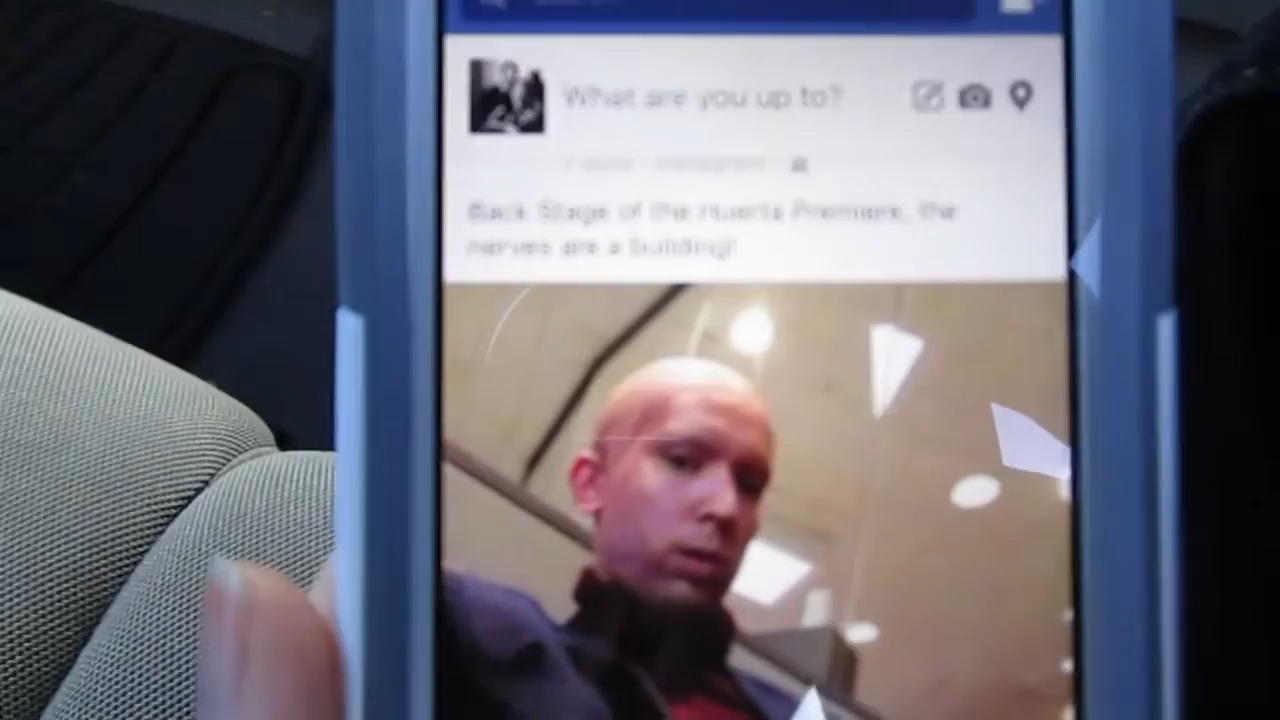 What are you up to?
Back Stage of the Huerta Premiere, the
nerves are a building!